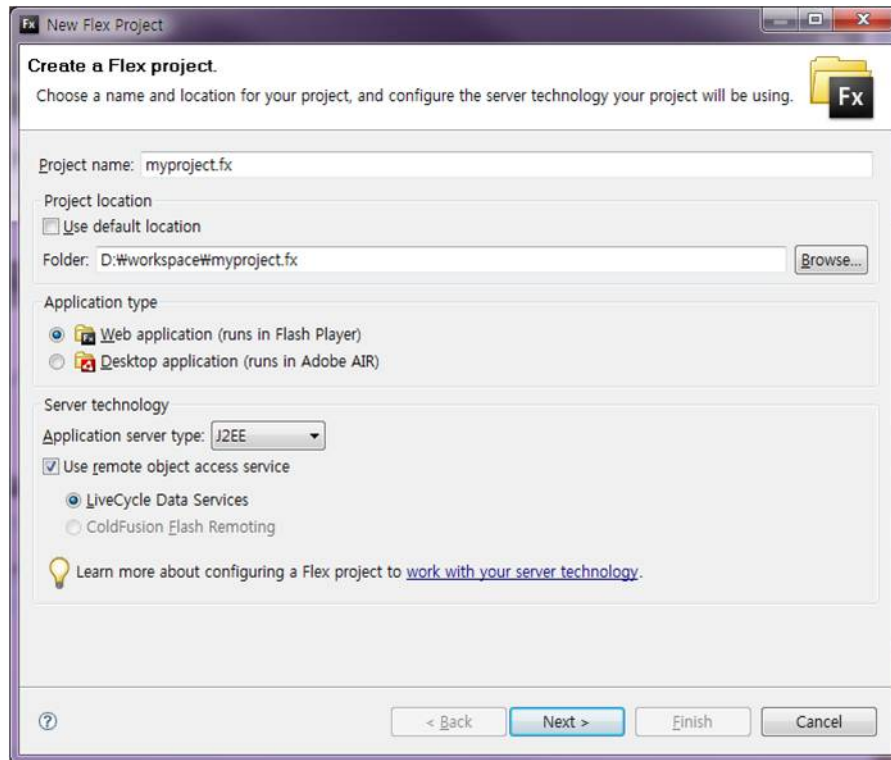 Fx New Flex Project
Create a Flex project.
Choose a name and location for your project, and configure the server technology your project will be using.
Fx
Project name: myproject.fx
Project location
Use default location
Folder: D:₩workspace₩myproject.fx Browse...
Application type
Web application (runs in Flash Player)
Desktop application (runs in Adobe AIR)
Server technology
Application server type: J2EE
Use remote object access service
LiveCycle Data Services
ColdFusion Flash Remoting
Learn more about configuring a Flex project to work with your server technology.
? < Back Next > Finish Cancel